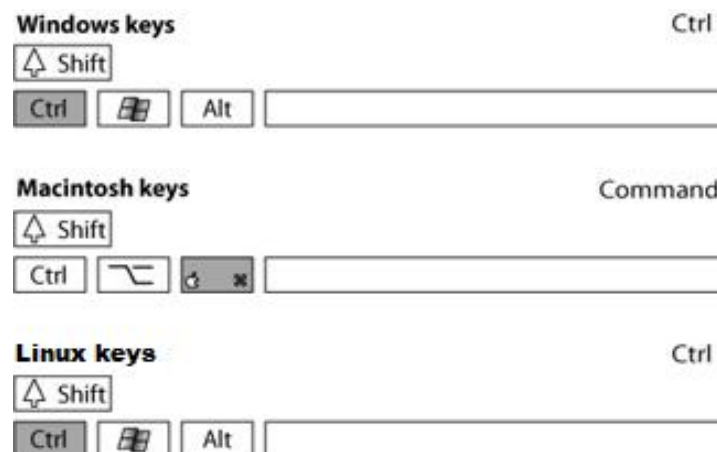 Windows keys Ctrl
Shift
Ctrl Alt
Macintosh keys Command
Shift
Ctrl ⌥ ⌘
Linux keys Ctrl
Shift
Ctrl Alt